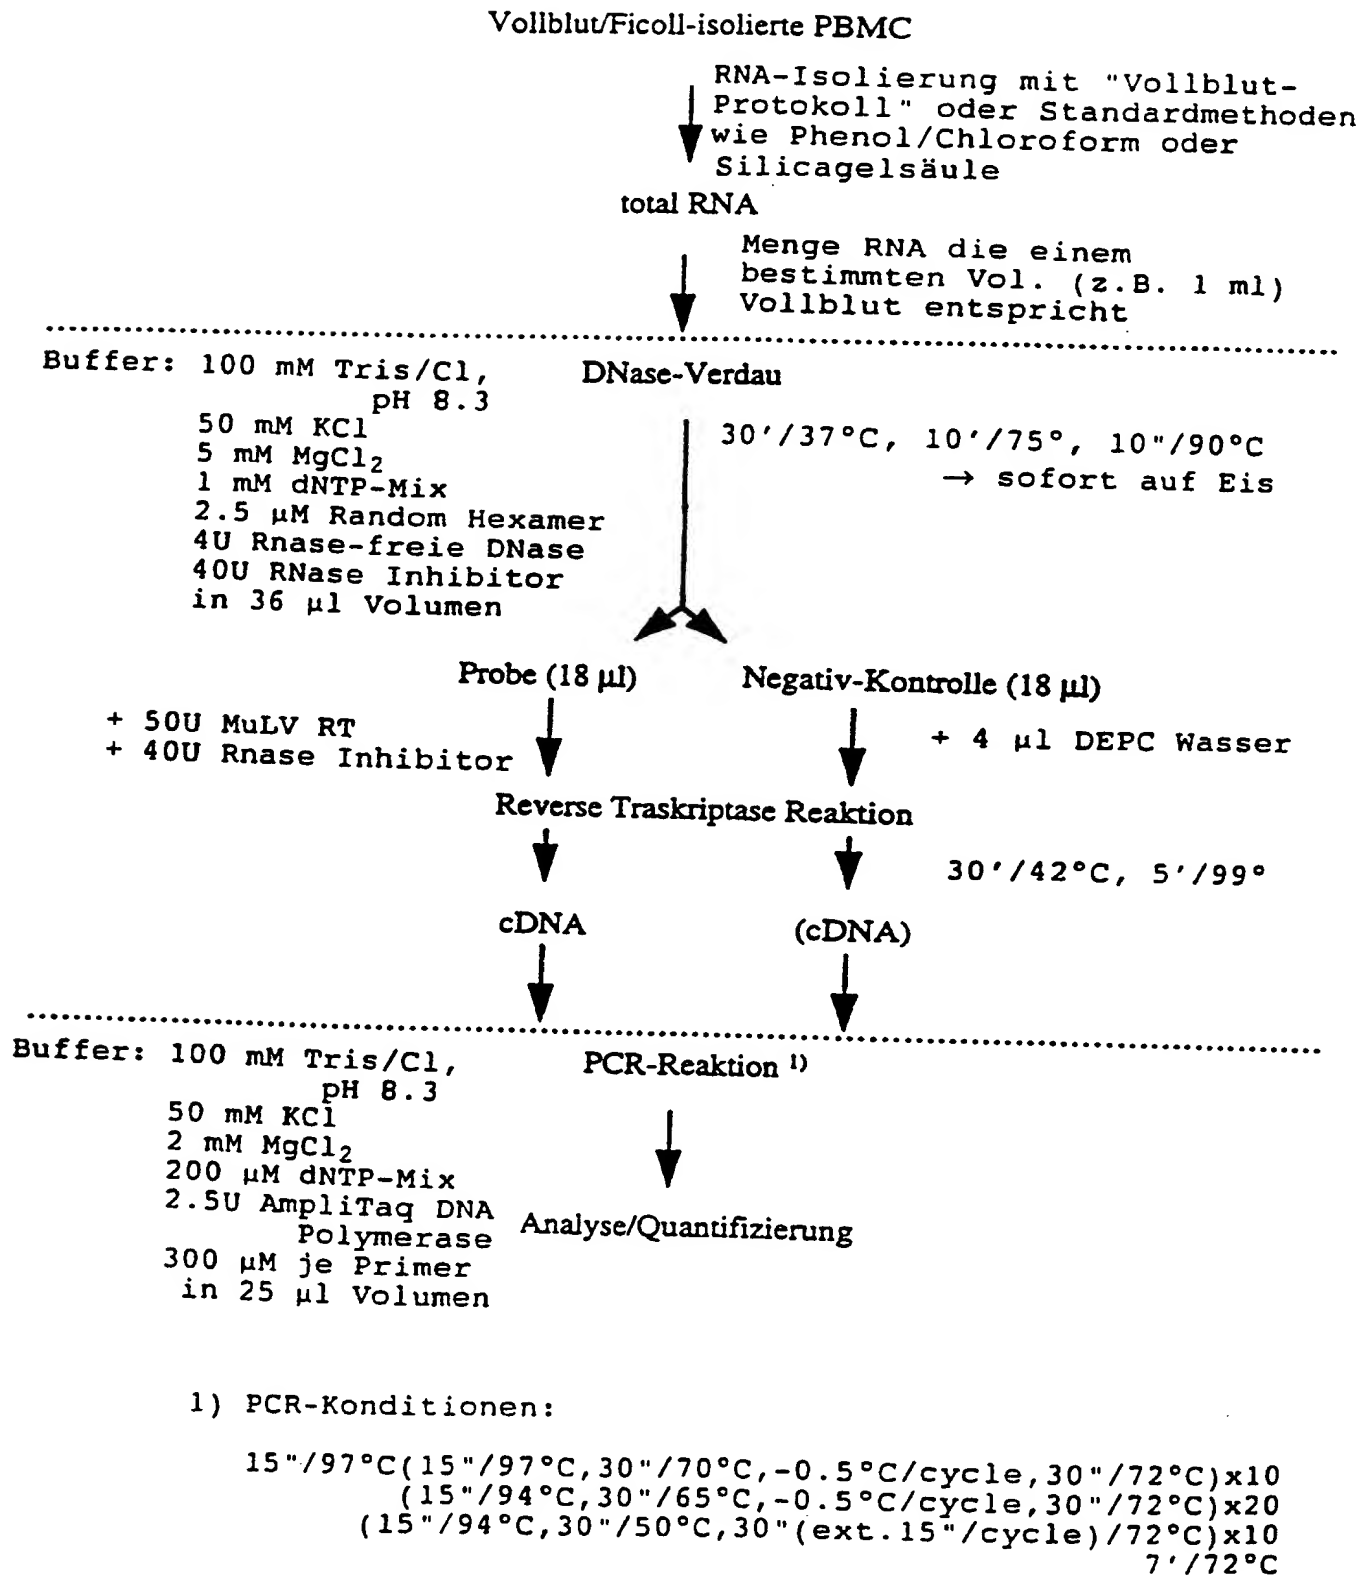 Vollblut/Ficoll-isolierte PBMC
RNA-Isolierung mit "Vollblut-
Protokoll" oder Standardmethoden
wie Phenol/Chloroform oder
Silicagelsäule
total RNA
Menge RNA die einem
bestimmten Vol. (z.B. 1 ml)
Vollblut entspricht
Buffer: 100 mM Tris/Cl,
pH 8.3
50 mM KCl
5 mM MgCl₂
1 mM dNTP-Mix
2.5 µM Random Hexamer
4U Rnase-freie DNase
40U RNase Inhibitor
in 36 µl Volumen
DNase-Verdau
30'/37°C, 10'/75°, 10"/90°C
→ sofort auf Eis
Probe (18 µl)
Negativ-Kontrolle (18 µl)
+ 50U MuLV RT
+ 40U Rnase Inhibitor
+ 4 µl DEPC Wasser
Reverse Traskriptase Reaktion
30'/42°C, 5'/99°
cDNA
(cDNA)
Buffer: 100 mM Tris/Cl,
pH 8.3
50 mM KCl
2 mM MgCl₂
200 µM dNTP-Mix
2.5U AmpliTaq DNA
Polymerase
300 µM je Primer
in 25 µl Volumen
PCR-Reaktion ¹⁾
Analyse/Quantifizierung
1) PCR-Konditionen:
15"/97°C(15"/97°C,30"/70°C,-0.5°C/cycle,30"/72°C)x10
(15"/94°C,30"/65°C,-0.5°C/cycle,30"/72°C)x20
(15"/94°C,30"/50°C,30"(ext.15"/cycle)/72°C)x10
7'/72°C